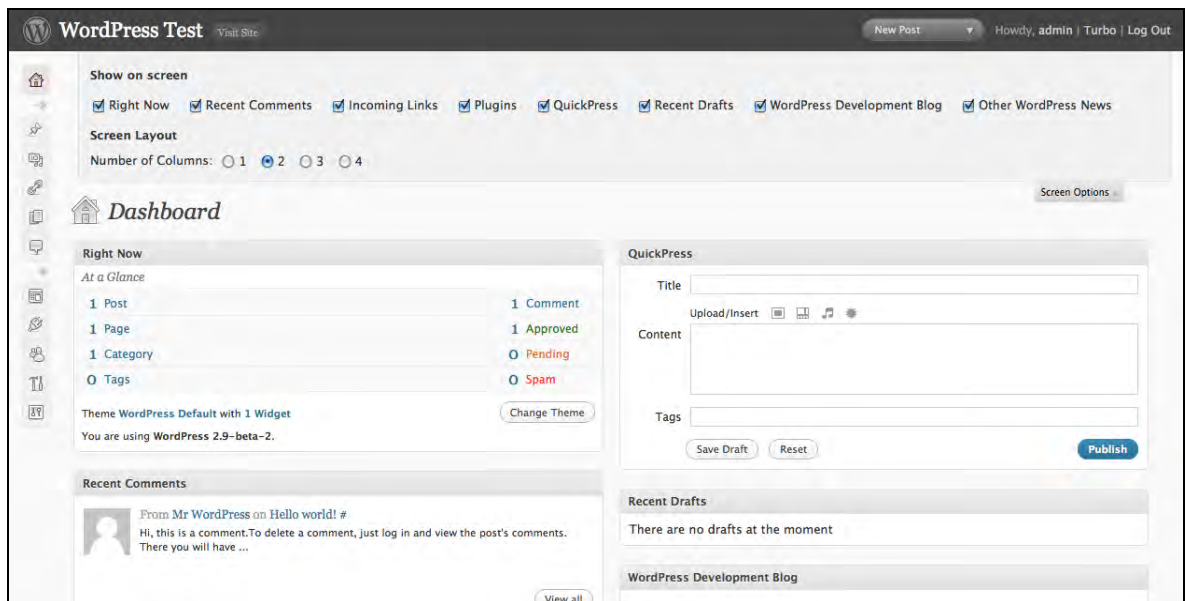 WordPress Test Visit Site New Post Howdy, admin | Turbo | Log Out
Show on screen
Right Now Recent Comments Incoming Links Plugins QuickPress Recent Drafts WordPress Development Blog Other WordPress News
Screen Layout
Number of Columns: 1 2 3 4
Screen Options
Dashboard
Right Now
At a Glance
1 Post 1 Comment
1 Page 1 Approved
1 Category 0 Pending
0 Tags 0 Spam
Theme WordPress Default with 1 Widget Change Theme
You are using WordPress 2.9-beta-2.
Recent Comments
From Mr WordPress on Hello world! #
Hi, this is a comment.To delete a comment, just log in and view the post's comments.
There you will have ...
View all
QuickPress
Title
Upload/Insert
Content
Tags
Save Draft Reset Publish
Recent Drafts
There are no drafts at the moment
WordPress Development Blog